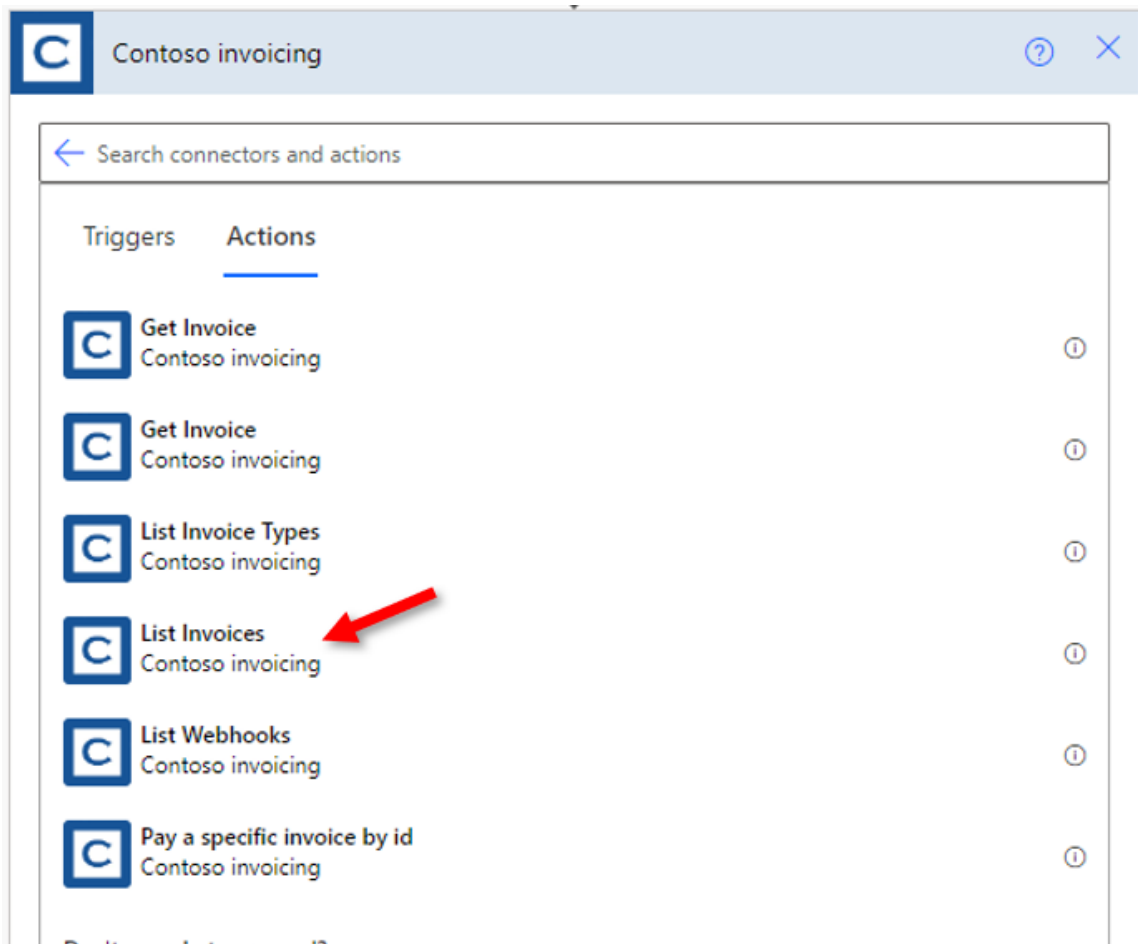 C Contoso invoicing
Search connectors and actions
Triggers Actions
C Get Invoice
Contoso invoicing
C Get Invoice
Contoso invoicing
C List Invoice Types
Contoso invoicing
C List Invoices
Contoso invoicing
C List Webhooks
Contoso invoicing
C Pay a specific invoice by id
Contoso invoicing